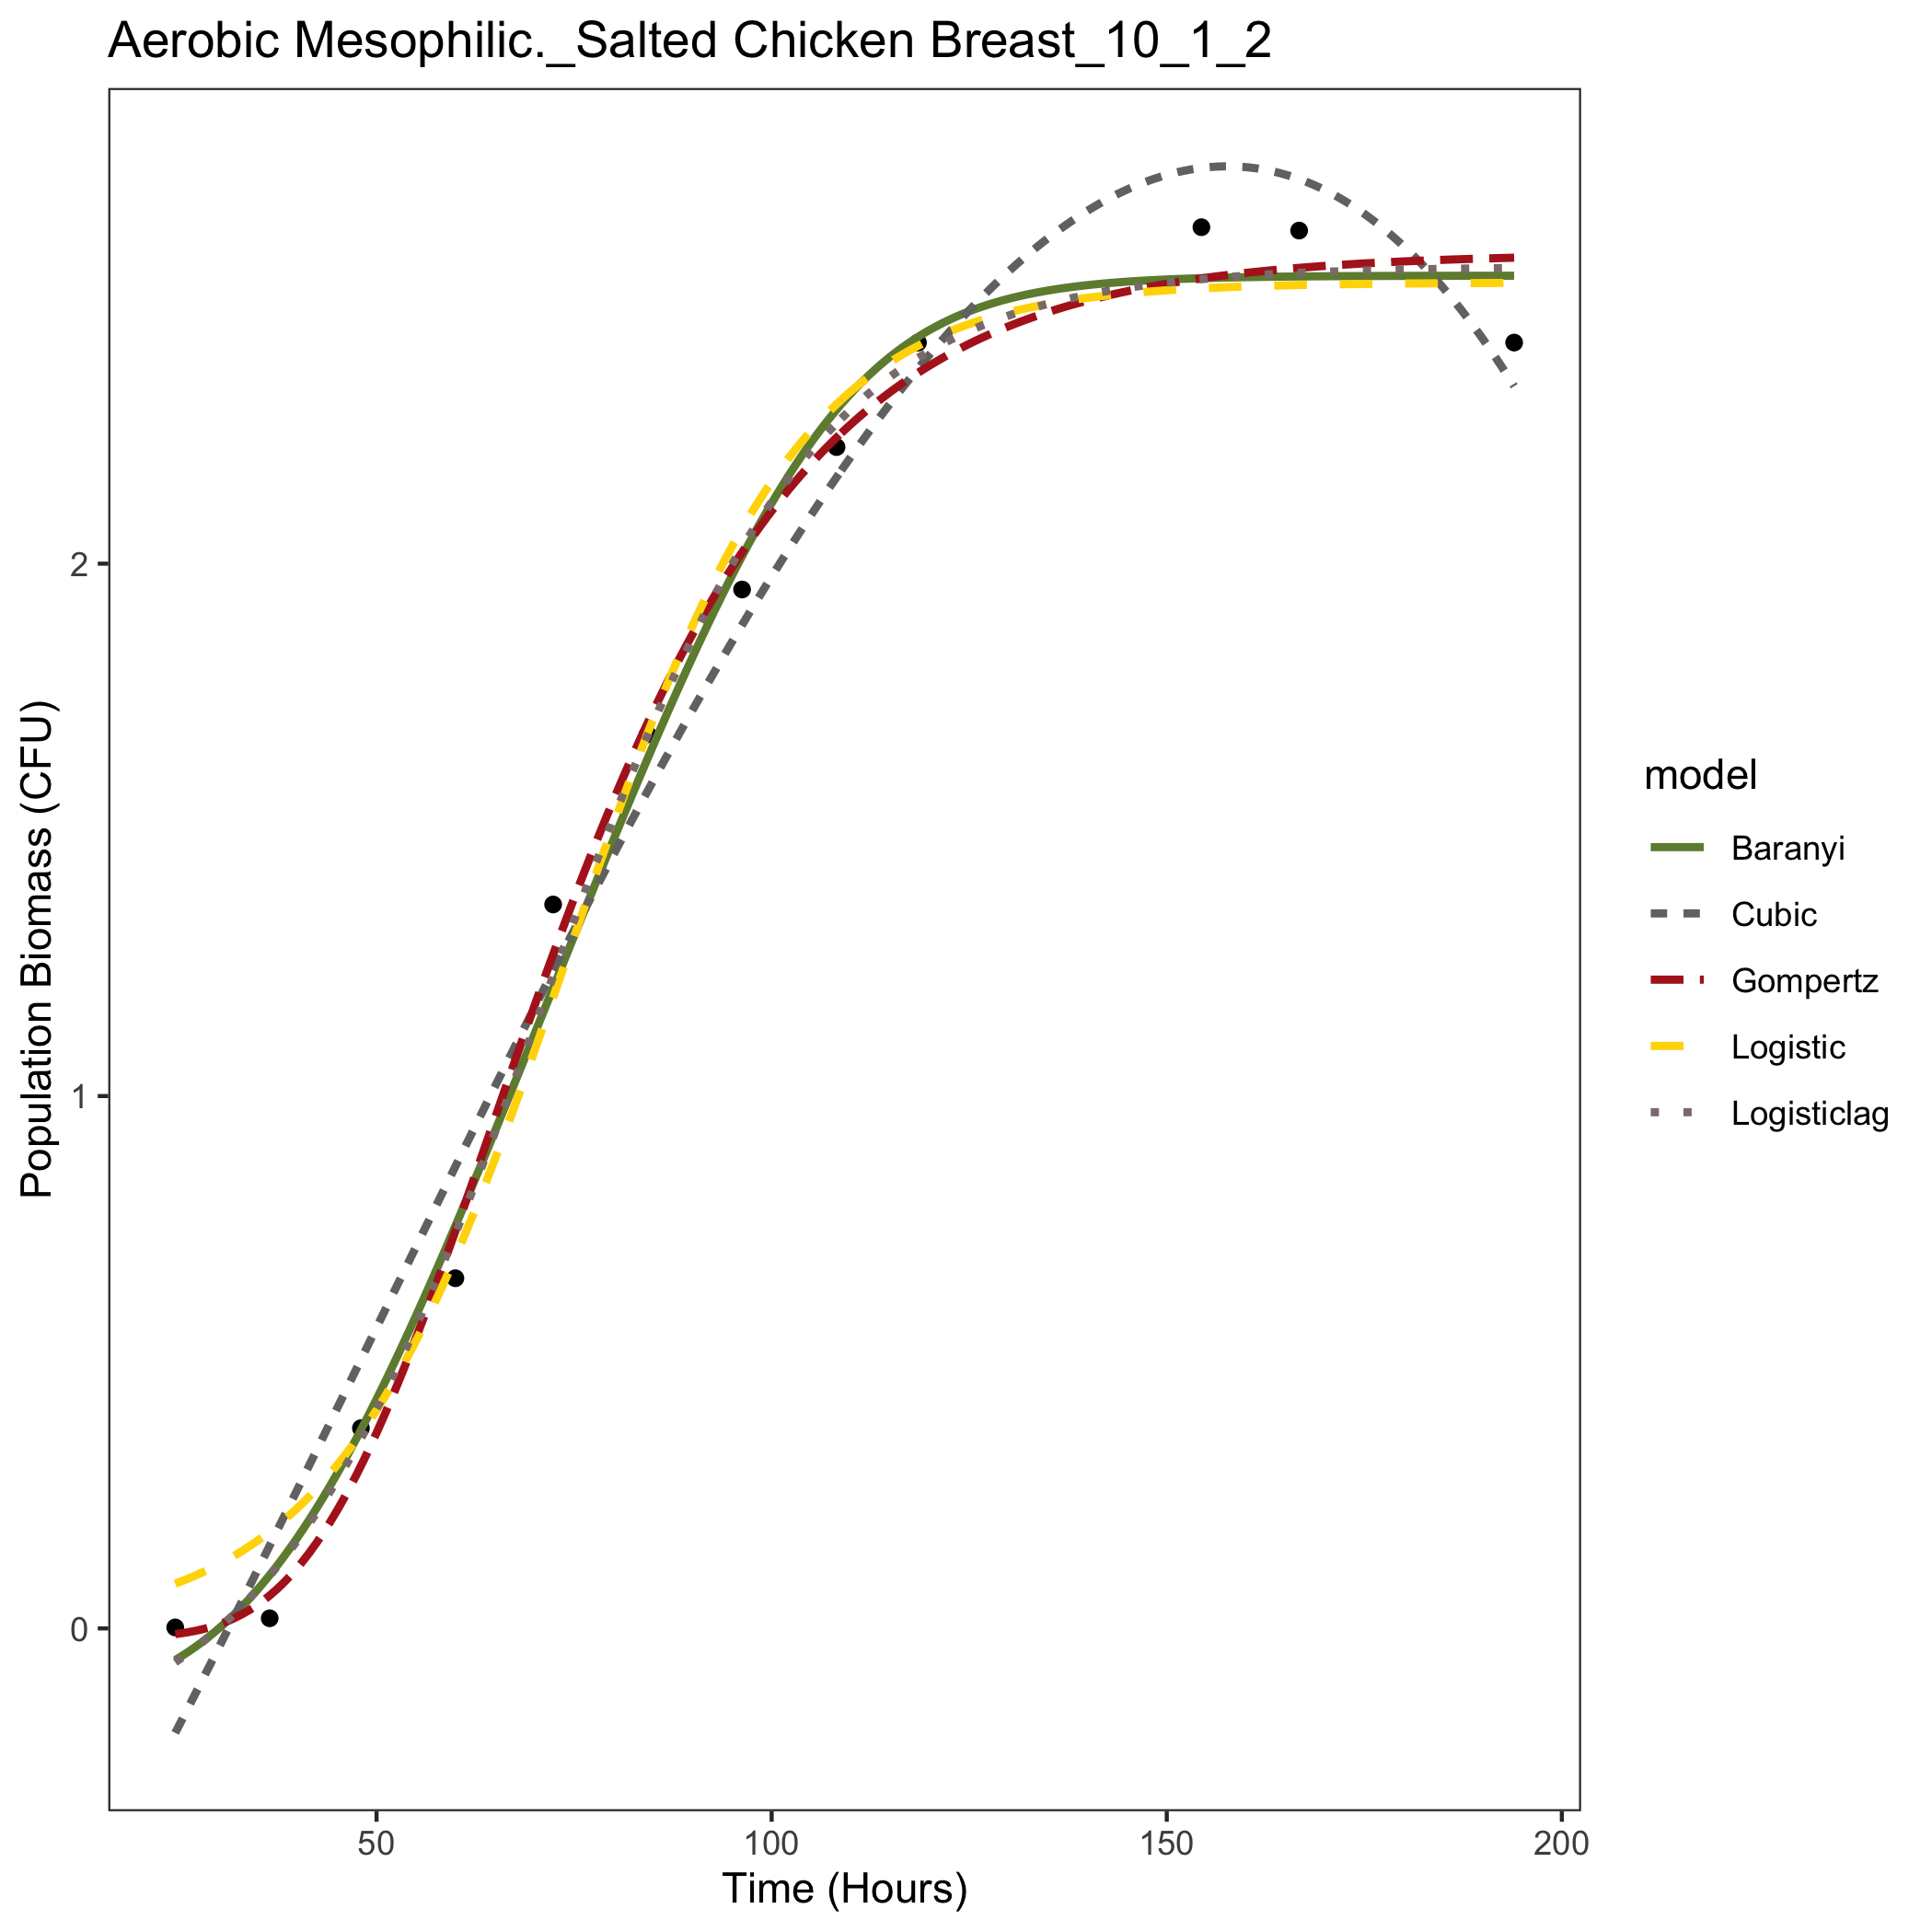 Aerobic Mesophilic._Salted Chicken Breast_10_1_2
Population Biomass (CFU)
2
1
0
50 100 150 200
Time (Hours)
model
Baranyi
Cubic
Gompertz
Logistic
Logisticlag